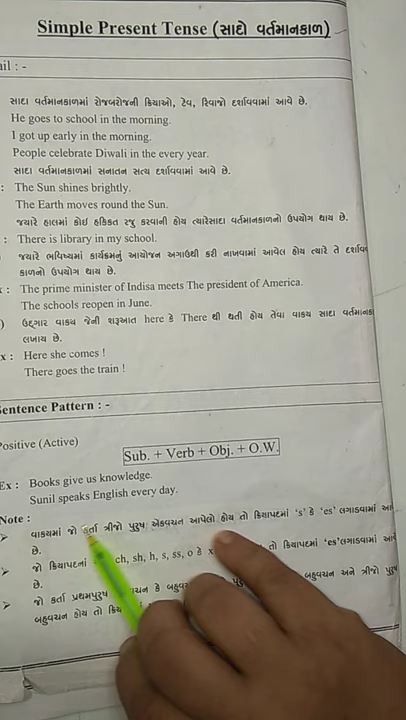 Simple Present Tense (સાદો વર્તમાનકાળ)
ail : -
સાદા વર્તમાનકાળમાં રોજબરોજની ક્રિયાઓ, ટેવ, રિવાજો દર્શાવવામાં આવે છે.
He goes to school in the morning.
I got up early in the morning.
People celebrate Diwali in the every year.
સાદા વર્તમાનકાળમાં સનાતન સત્ય દર્શાવવામાં આવે છે.
: The Sun shines brightly.
The Earth moves round the Sun.
જ્યારે હાલમાં કોઈ હકિકત રજુ કરવાની હોય ત્યારેસાદા વર્તમાનકાળનો ઉપયોગ થાય છે.
: There is library in my school.
જ્યારે ભવિષ્યમાં કાર્યક્રમનું આયોજન અગાઉથી કરી નાખવામાં આવેલ હોય ત્યારે તે દર્શાવવ
કાળનો ઉપયોગ થાય છે.
x : The prime minister of Indisa meets The president of America.
The schools reopen in June.
) ઉદ્દગાર વાક્ય જેની શરૂઆત here કે There થી થતી હોય તેવા વાક્ય સાદા વર્તમાનકા
લખાય છે.
x : Here she comes !
There goes the train !
Sentence Pattern : -
Positive (Active)
Sub. + Verb + Obj. + O.W.
Ex : Books give us knowledge.
Sunil speaks English every day.
Note :
➤ વાક્યમાં જો કર્તા ત્રીજો પુરુષ એકવચન આપેલો હોય તો ક્રિયાપદમાં 's' કે 'es' લગાડવામાં આ
છે.
➤ જો ક્રિયાપદનાં ch, sh, h, s, ss, o કે x તો ક્રિયાપદમાં 'es'લગાડવામાં આવે
છે.
➤ જો કર્તા પ્રથમપુરુષ કે બહુવચન અને ત્રીજો પુરુ
બહુવચન હોય તો